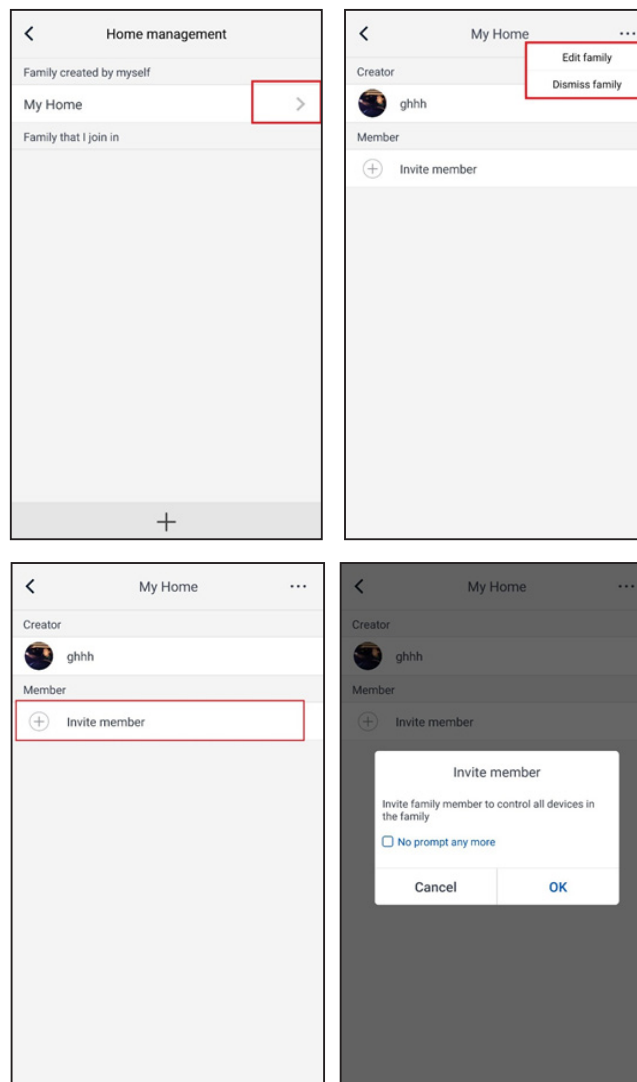 Home management
Family created by myself
My Home
Family that I join in
My Home
Edit family
Dismiss family
Creator
ghhh
Member
Invite member
My Home
Creator
ghhh
Member
Invite member
My Home
Creator
ghhh
Member
Invite member
Invite member
Invite family member to control all devices in
the family
No prompt any more
Cancel OK